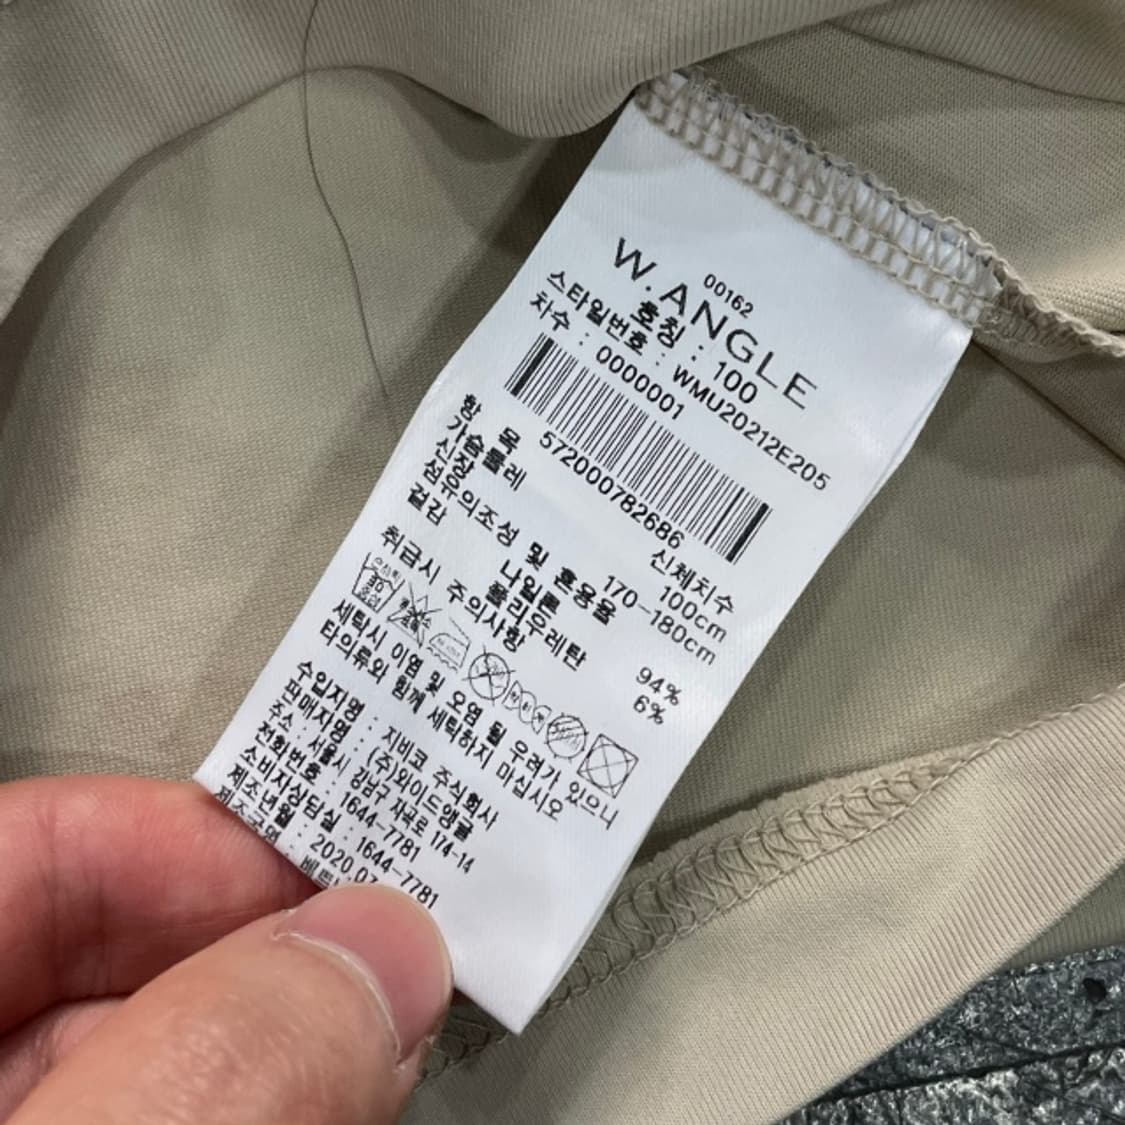 00162
W.ANGLE
호칭 : 100
스타일번호 : WMU20212E205
차수 : 0000001
572000782686
항 목 신체치수
가슴둘레 100cm
신장 170-180cm
섬유의조성 및 혼용율
겉감 나일론 94%
폴리우레탄 6%
취급시 주의사항
세탁시 이염 및 오염 될 우려가 있으니
타의류와 함께 세탁하지 마십시오
수입자명 : 지비코 주식회사
판매자명 : (주)와이드앵글
주소 : 서울시 강남구 자곡로 174-14
전화번호 : 1644-7781
소비자상담실 : 1644-7781
제조년월 : 2020.07
제조국명 :